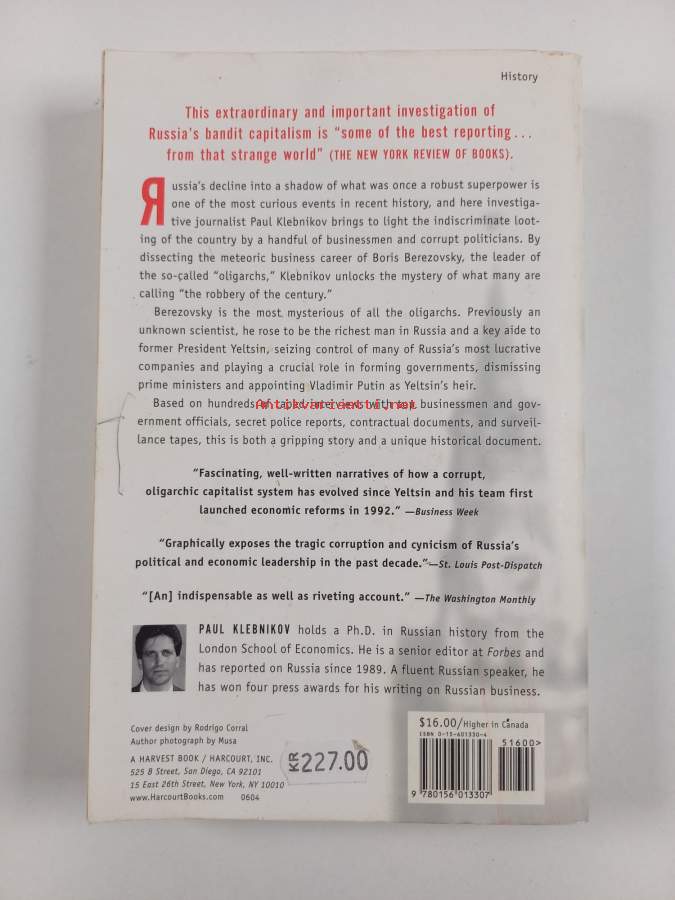 History
This extraordinary and important investigation of
Russia's bandit capitalism is “some of the best reporting...
from that strange world” (THE NEW YORK REVIEW OF BOOKS).
Яussia's decline into a shadow of what was once a robust superpower is
one of the most curious events in recent history, and here investiga-
tive journalist Paul Klebnikov brings to light the indiscriminate loot-
ing of the country by a handful of businessmen and corrupt politicians. By
dissecting the meteoric business career of Boris Berezovsky, the leader of
the so-called “oligarchs,” Klebnikov unlocks the mystery of what many are
calling “the robbery of the century.”
Berezovsky is the most mysterious of all the oligarchs. Previously an
unknown scientist, he rose to be the richest man in Russia and a key aide to
former President Yeltsin, seizing control of many of Russia's most lucrative
companies and playing a crucial role in forming governments, dismissing
prime ministers and appointing Vladimir Putin as Yeltsin's heir.
Based on hundreds of taped interviews with top businessmen and gov-
ernment officials, secret police reports, contractual documents, and surveil-
lance tapes, this is both a gripping story and a unique historical document.
“Fascinating, well-written narratives of how a corrupt,
oligarchic capitalist system has evolved since Yeltsin and his team first
launched economic reforms in 1992.” —Business Week
“Graphically exposes the tragic corruption and cynicism of Russia's
political and economic leadership in the past decade.”—St. Louis Post-Dispatch
“[An] indispensable as well as riveting account.” —The Washington Monthly
PAUL KLEBNIKOV holds a Ph.D. in Russian history from the
London School of Economics. He is a senior editor at Forbes and
has reported on Russia since 1989. A fluent Russian speaker, he
has won four press awards for his writing on Russian business.
Cover design by Rodrigo Corral
Author photograph by Musa
A HARVEST BOOK / HARCOURT, INC.
525 B Street, San Diego, CA 92101
15 East 26th Street, New York, NY 10010
www.HarcourtBooks.com 0604
KR 227.00
$16.00/Higher in Canada
ISBN 0-15-601330-4
51600>
9 780156 013307